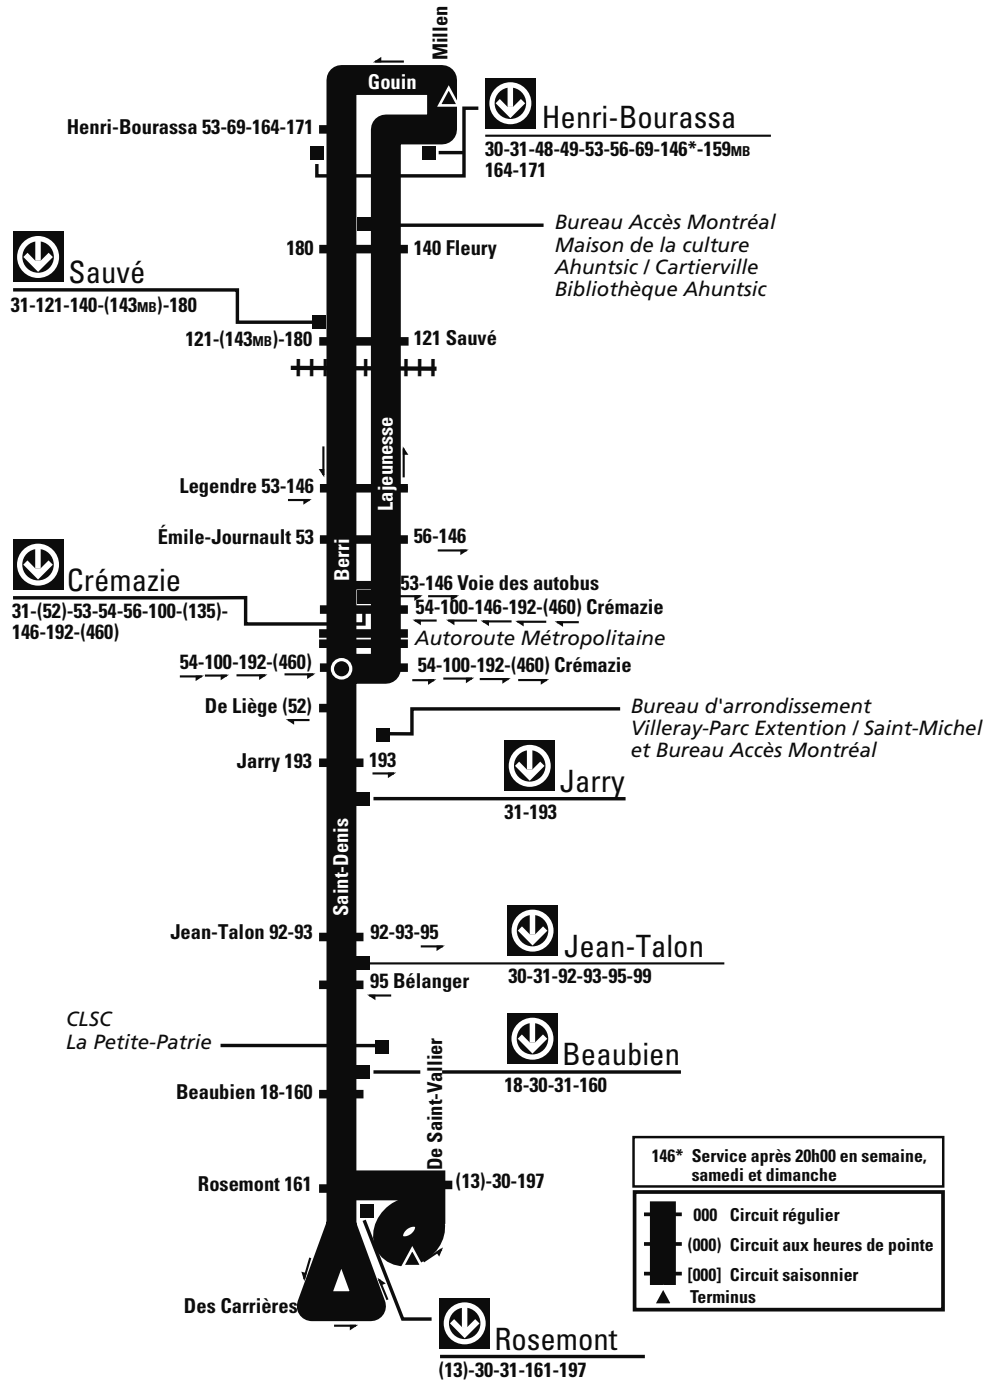 Millen
Gouin
Henri-Bourassa 53-69-164-171
Henri-Bourassa
30-31-48-49-53-56-69-146*-159MB
164-171
Bureau Accès Montréal
Maison de la culture
Ahuntsic / Cartierville
Bibliothèque Ahuntsic
180
140 Fleury
Sauvé
31-121-140-(143MB)-180
121-(143MB)-180
121 Sauvé
Lajeunesse
Legendre 53-146
Émile-Journault 53
56-146
Berri
Crémazie
31-(52)-53-54-56-100-(135)-
146-192-(460)
53-146 Voie des autobus
54-100-146-192-(460) Crémazie
Autoroute Métropolitaine
54-100-192-(460)
54-100-192-(460) Crémazie
De Liège (52)
Bureau d'arrondissement
Villeray-Parc Extention / Saint-Michel
et Bureau Accès Montréal
Jarry 193
193
Jarry
31-193
Saint-Denis
Jean-Talon 92-93
92-93-95
Jean-Talon
30-31-92-93-95-99
95 Bélanger
CLSC
La Petite-Patrie
Beaubien
18-30-31-160
Beaubien 18-160
De Saint-Vallier
Rosemont 161
(13)-30-197
Des Carrières
Rosemont
(13)-30-31-161-197
146* Service après 20h00 en semaine,
samedi et dimanche
000 Circuit régulier
(000) Circuit aux heures de pointe
[000] Circuit saisonnier
Terminus